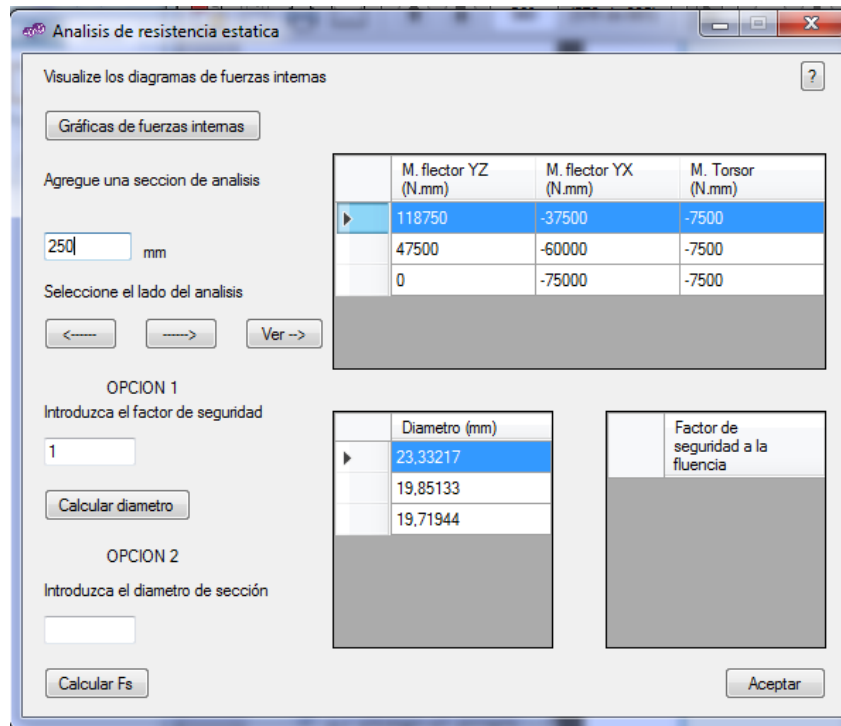 Analisis de resistencia estatica
Visualize los diagramas de fuerzas internas
?
Gráficas de fuerzas internas
Agregue una seccion de analisis
250
mm
Seleccione el lado del analisis
<------
------>
Ver -->
M. flector YZ (N.mm) M. flector YX (N.mm) M. Torsor (N.mm)
118750 -37500 -7500
47500 -60000 -7500
0 -75000 -7500
OPCION 1
Introduzca el factor de seguridad
1
Calcular diametro
Diametro (mm)
23,33217
19,85133
19,71944
Factor de
seguridad a la
fluencia
OPCION 2
Introduzca el diametro de sección
Calcular Fs
Aceptar